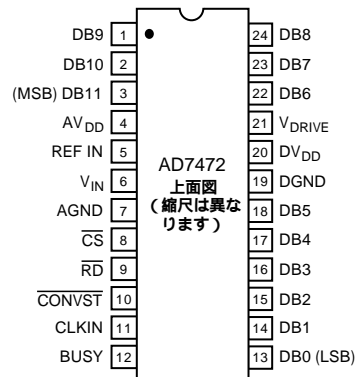 DB9 1 24 DB8
DB10 2 23 DB7
(MSB) DB11 3 22 DB6
AVDD 4 21 VDRIVE
REF IN 5 20 DVDD
AD7472
VIN 6 上面図 19 DGND
AGND 7 (縮尺は異な 18 DB5
ります)
CS 8 17 DB4
RD 9 16 DB3
CONVST 10 15 DB2
CLKIN 11 14 DB1
BUSY 12 13 DB0 (LSB)